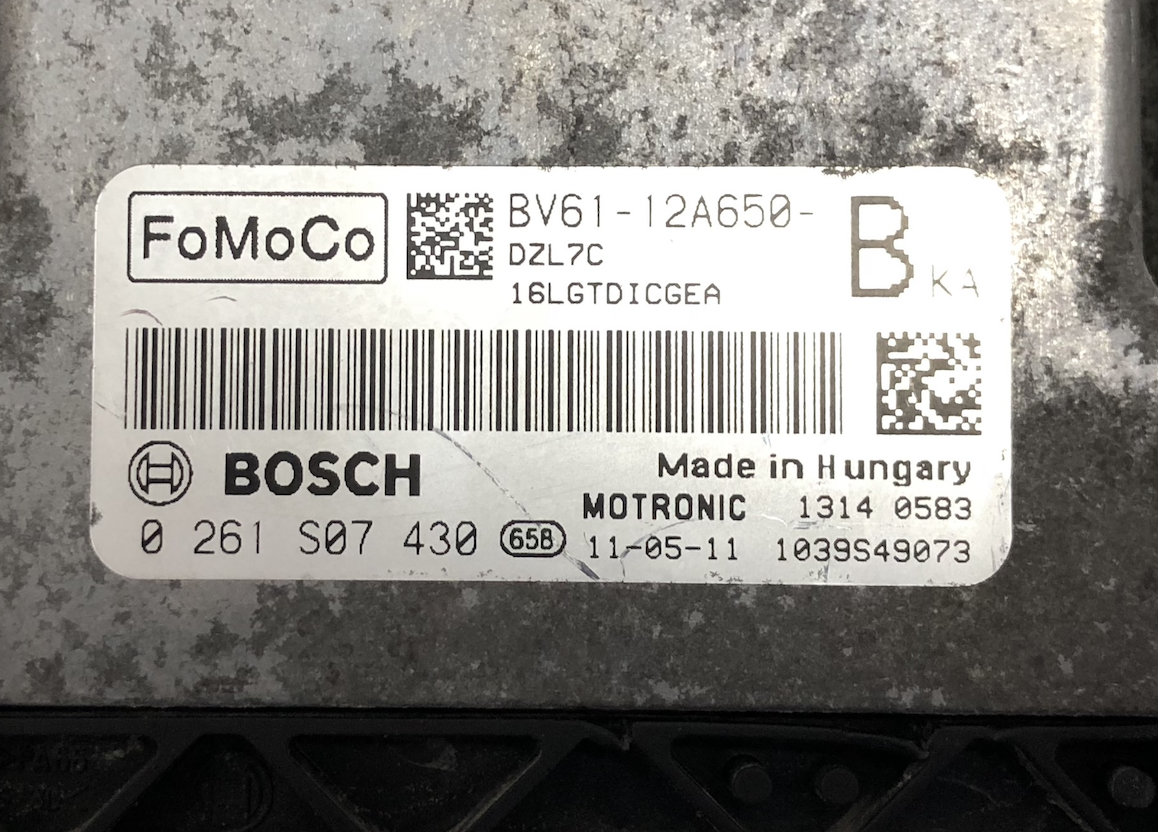 FoMoCo
BV61-12A650-
B KA
DZL7C
16LGTDICGEA
BOSCH
Made in Hungary
MOTRONIC 1314 0583
0 261 S07 430 65B 11-05-11 1039S49073